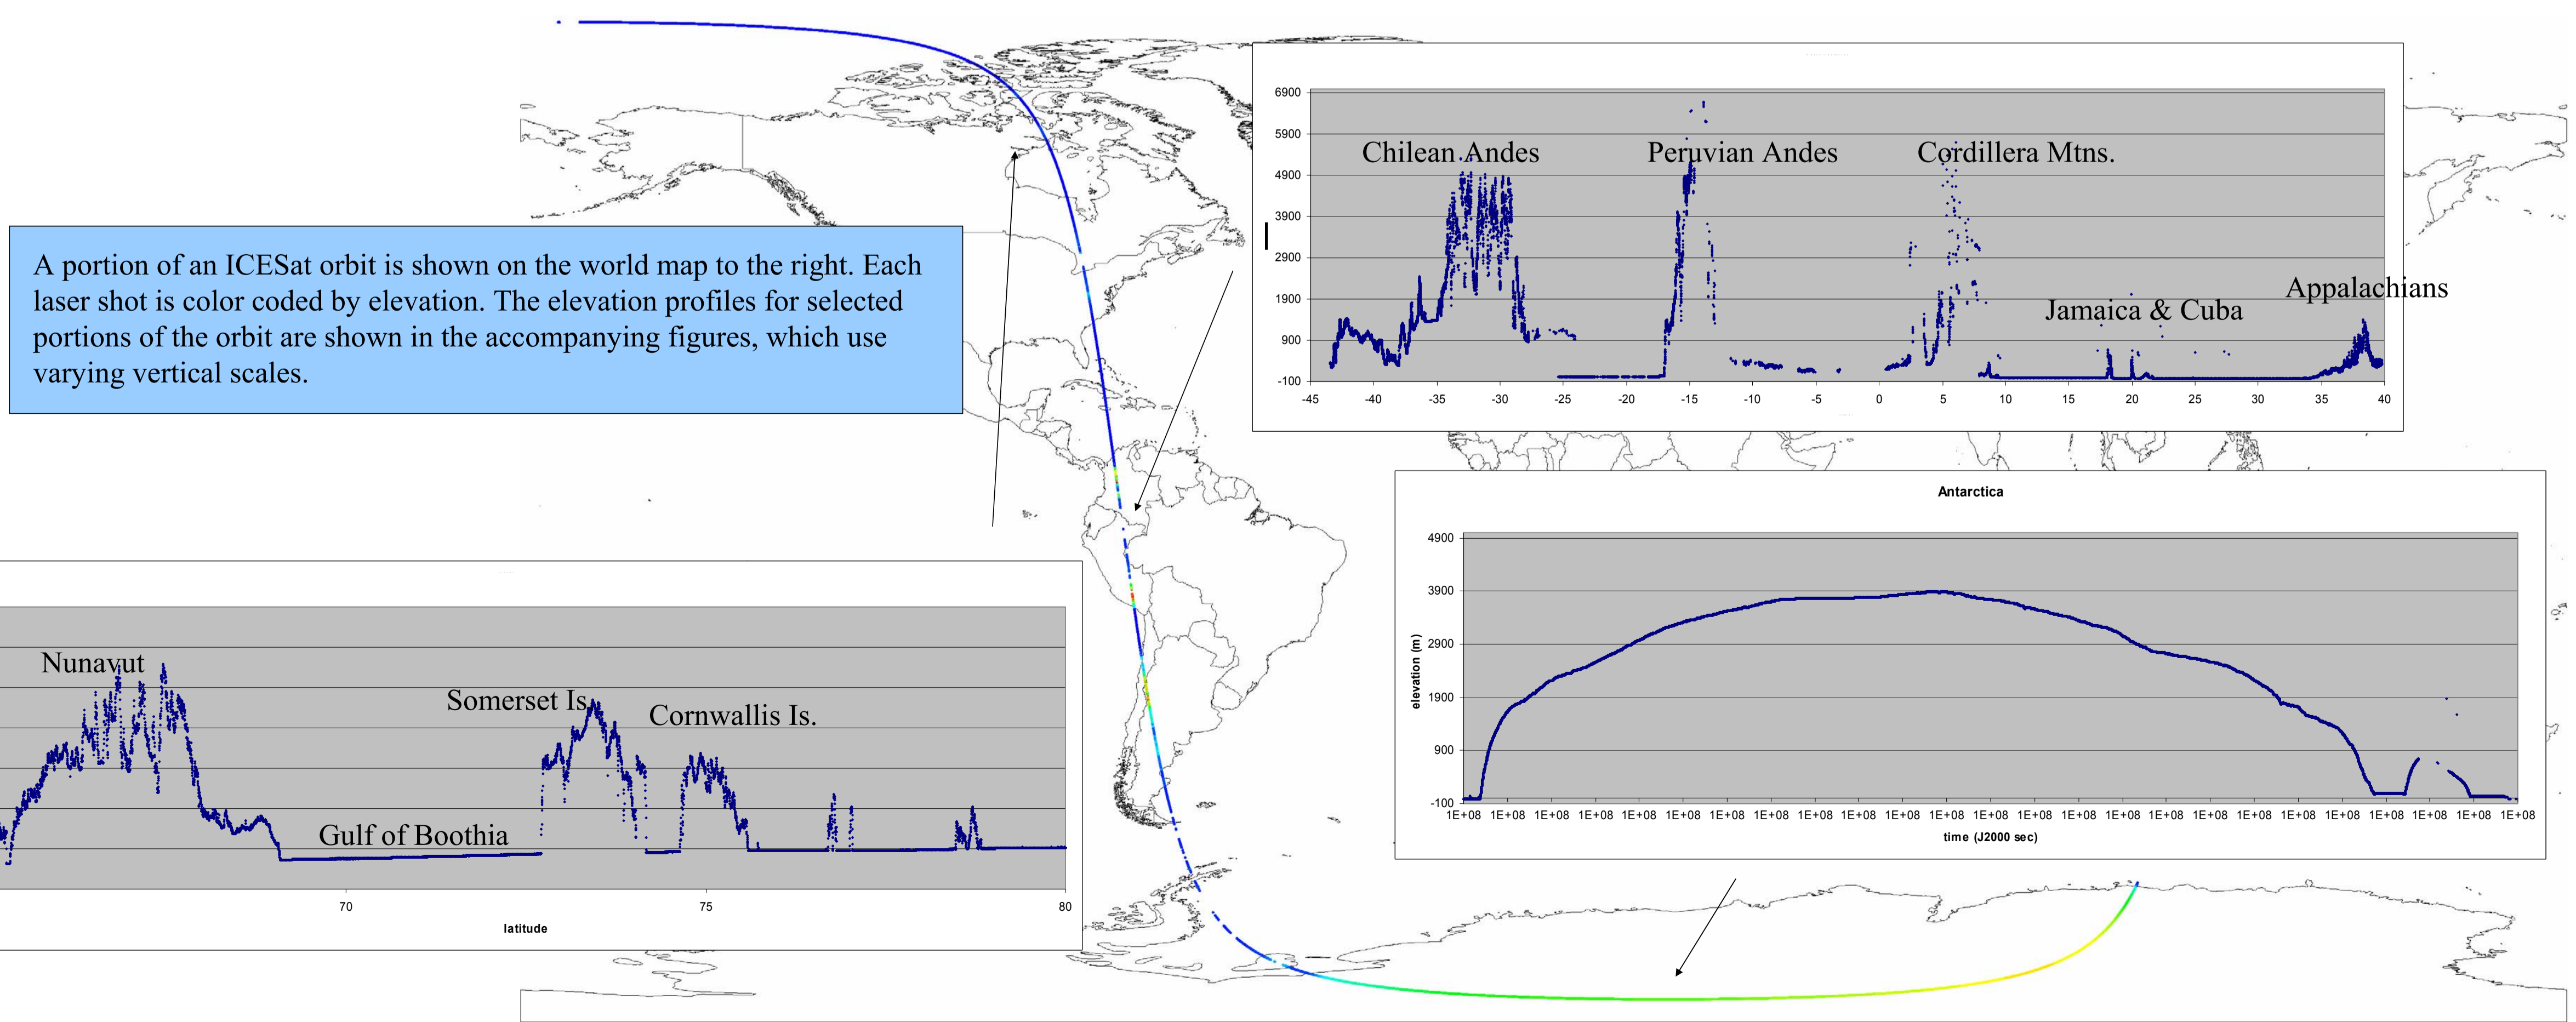 A portion of an ICESat orbit is shown on the world map to the right. Each
laser shot is color coded by elevation. The elevation profiles for selected
portions of the orbit are shown in the accompanying figures, which use
varying vertical scales.
6900
5900
4900
3900
2900
1900
900
-100
Chilean Andes
Peruvian Andes
Cordillera Mtns.
Jamaica & Cuba
Appalachians
-45 -40 -35 -30 -25 -20 -15 -10 -5 0 5 10 15 20 25 30 35 40
Antarctica
elevation (m)
4900
3900
2900
1900
900
-100
1E+08 1E+08 1E+08 1E+08 1E+08 1E+08 1E+08 1E+08 1E+08 1E+08 1E+08 1E+08 1E+08 1E+08 1E+08 1E+08 1E+08 1E+08 1E+08 1E+08 1E+08 1E+08 1E+08 1E+08 1E+08
time (J2000 sec)
Nunavut
Somerset Is.
Cornwallis Is.
Gulf of Boothia
70 75 80
latitude